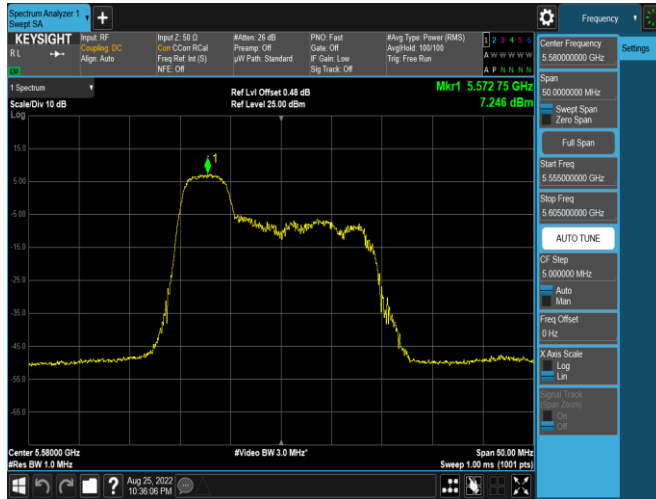 Spectrum Analyzer 1
Swept SA
Frequency
KEYSIGHT
Input: RF
Coupling: DC
Align: Auto
Input Z: 50 Ω
Corr CCorr RCal
Freq Ref: Int (S)
NFE: Off
#Atten: 26 dB
Preamp: Off
µW Path: Standard
PNO: Fast
Gate: Off
IF Gain: Low
Sig Track: Off
#Avg Type: Power (RMS)
Avg|Hold: 100/100
Trig: Free Run
1 2 3 4 5 6
A W W W W W
A P N N N N
R L
LXI
1 Spectrum
Scale/Div 10 dB
Log
Ref Lvl Offset 0.48 dB
Ref Level 25.00 dBm
Mkr1 5.572 75 GHz
7.246 dBm
1
15.0
5.00
-5.00
-15.0
-25.0
-35.0
-45.0
-55.0
-65.0
Center 5.58000 GHz
#Res BW 1.0 MHz
#Video BW 3.0 MHz*
Span 50.00 MHz
Sweep 1.00 ms (1001 pts)
Center Frequency
5.580000000 GHz
Settings
Span
50.0000000 MHz
Swept Span
Zero Span
Full Span
Start Freq
5.555000000 GHz
Stop Freq
5.605000000 GHz
AUTO TUNE
CF Step
5.000000 MHz
Auto
Man
Freq Offset
0 Hz
X Axis Scale
Log
Lin
Signal Track
(Span Zoom)
On
Off
?
Aug 25, 2022
10:36:06 PM